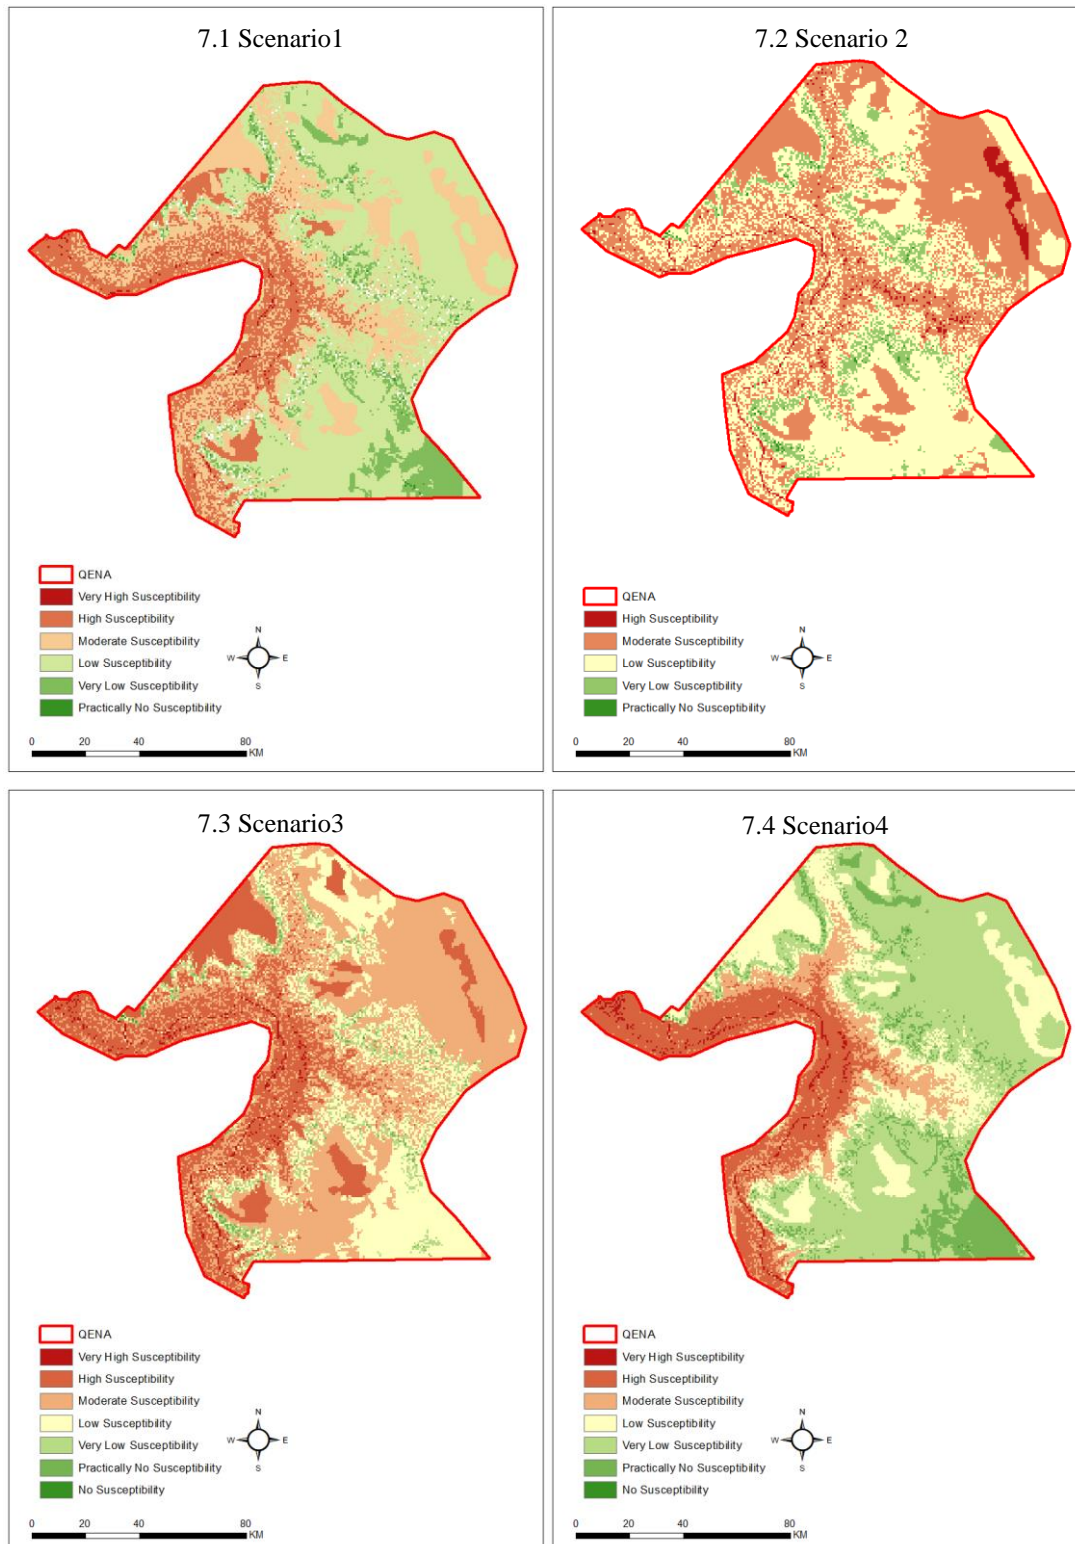 7.1 Scenario1
QENA
Very High Susceptibility
High Susceptibility
Moderate Susceptibility
Low Susceptibility
Very Low Susceptibility
Practically No Susceptibility
N
W E
S
0 20 40 80
KM
7.2 Scenario 2
QENA
High Susceptibility
Moderate Susceptibility
Low Susceptibility
Very Low Susceptibility
Practically No Susceptibility
N
W E
S
0 20 40 80
KM
7.3 Scenario3
QENA
Very High Susceptibility
High Susceptibility
Moderate Susceptibility
Low Susceptibility
Very Low Susceptibility
Practically No Susceptibility
No Susceptibility
N
W E
S
0 20 40 80
KM
7.4 Scenario4
QENA
Very High Susceptibility
High Susceptibility
Moderate Susceptibility
Low Susceptibility
Very Low Susceptibility
Practically No Susceptibility
No Susceptibility
N
W E
S
0 20 40 80
KM